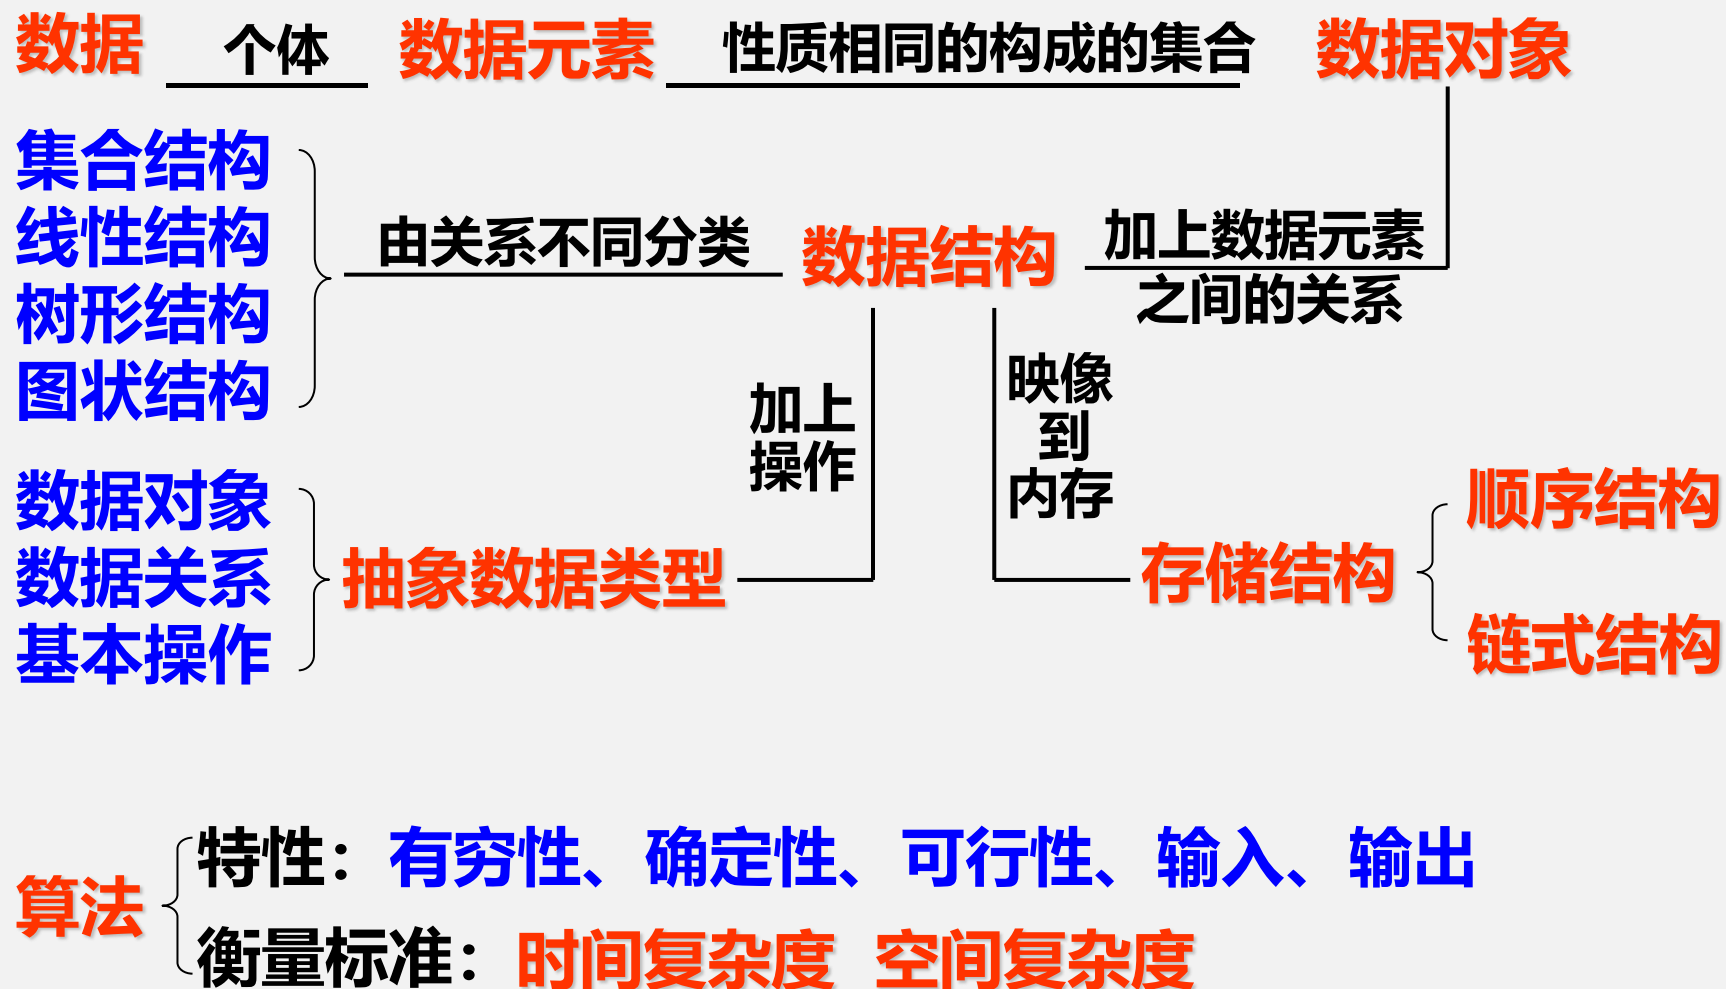 数据 个体 数据元素 性质相同的构成的集合 数据对象
集合结构
线性结构
树形结构
图状结构
由关系不同分类
数据结构
加上数据元素
之间的关系
加上
操作
映像
到
内存
数据对象
数据关系
基本操作
抽象数据类型
存储结构
顺序结构
链式结构
算法
特性：有穷性、确定性、可行性、输入、输出
衡量标准：时间复杂度 空间复杂度